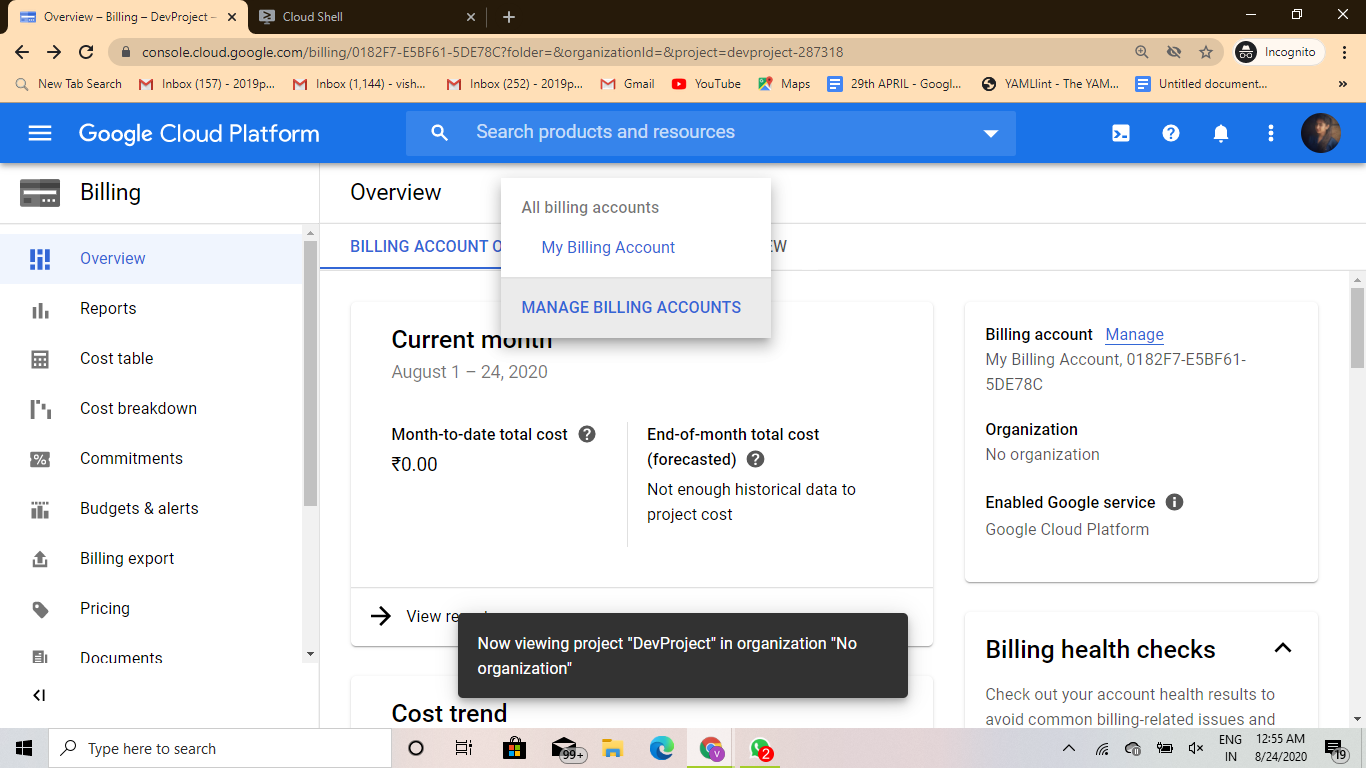 Overview – Billing – DevProject –
Cloud Shell
console.cloud.google.com/billing/0182F7-E5BF61-5DE78C?folder=&organizationId=&project=devproject-287318
Incognito
New Tab Search
Inbox (157) - 2019p...
Inbox (1,144) - vish...
Inbox (252) - 2019p...
Gmail
YouTube
Maps
29th APRIL - Googl...
YAMLlint - The YAM...
Untitled document...
Google Cloud Platform
Search products and resources
Billing
Overview
Reports
Cost table
Cost breakdown
Commitments
Budgets & alerts
Billing export
Pricing
Documents
Overview
All billing accounts
My Billing Account
MANAGE BILLING ACCOUNTS
BILLING ACCOUNT O
EW
Current month
August 1 – 24, 2020
Month-to-date total cost
₹0.00
End-of-month total cost
(forecasted)
Not enough historical data to
project cost
View
Now viewing project "DevProject" in organization "No
organization"
Cost trend
Billing account Manage
My Billing Account, 0182F7-E5BF61-
5DE78C
Organization
No organization
Enabled Google service
Google Cloud Platform
Billing health checks
Check out your account health results to
avoid common billing-related issues and
Type here to search
99+
V
2
ENG
IN
12:55 AM
8/24/2020
19